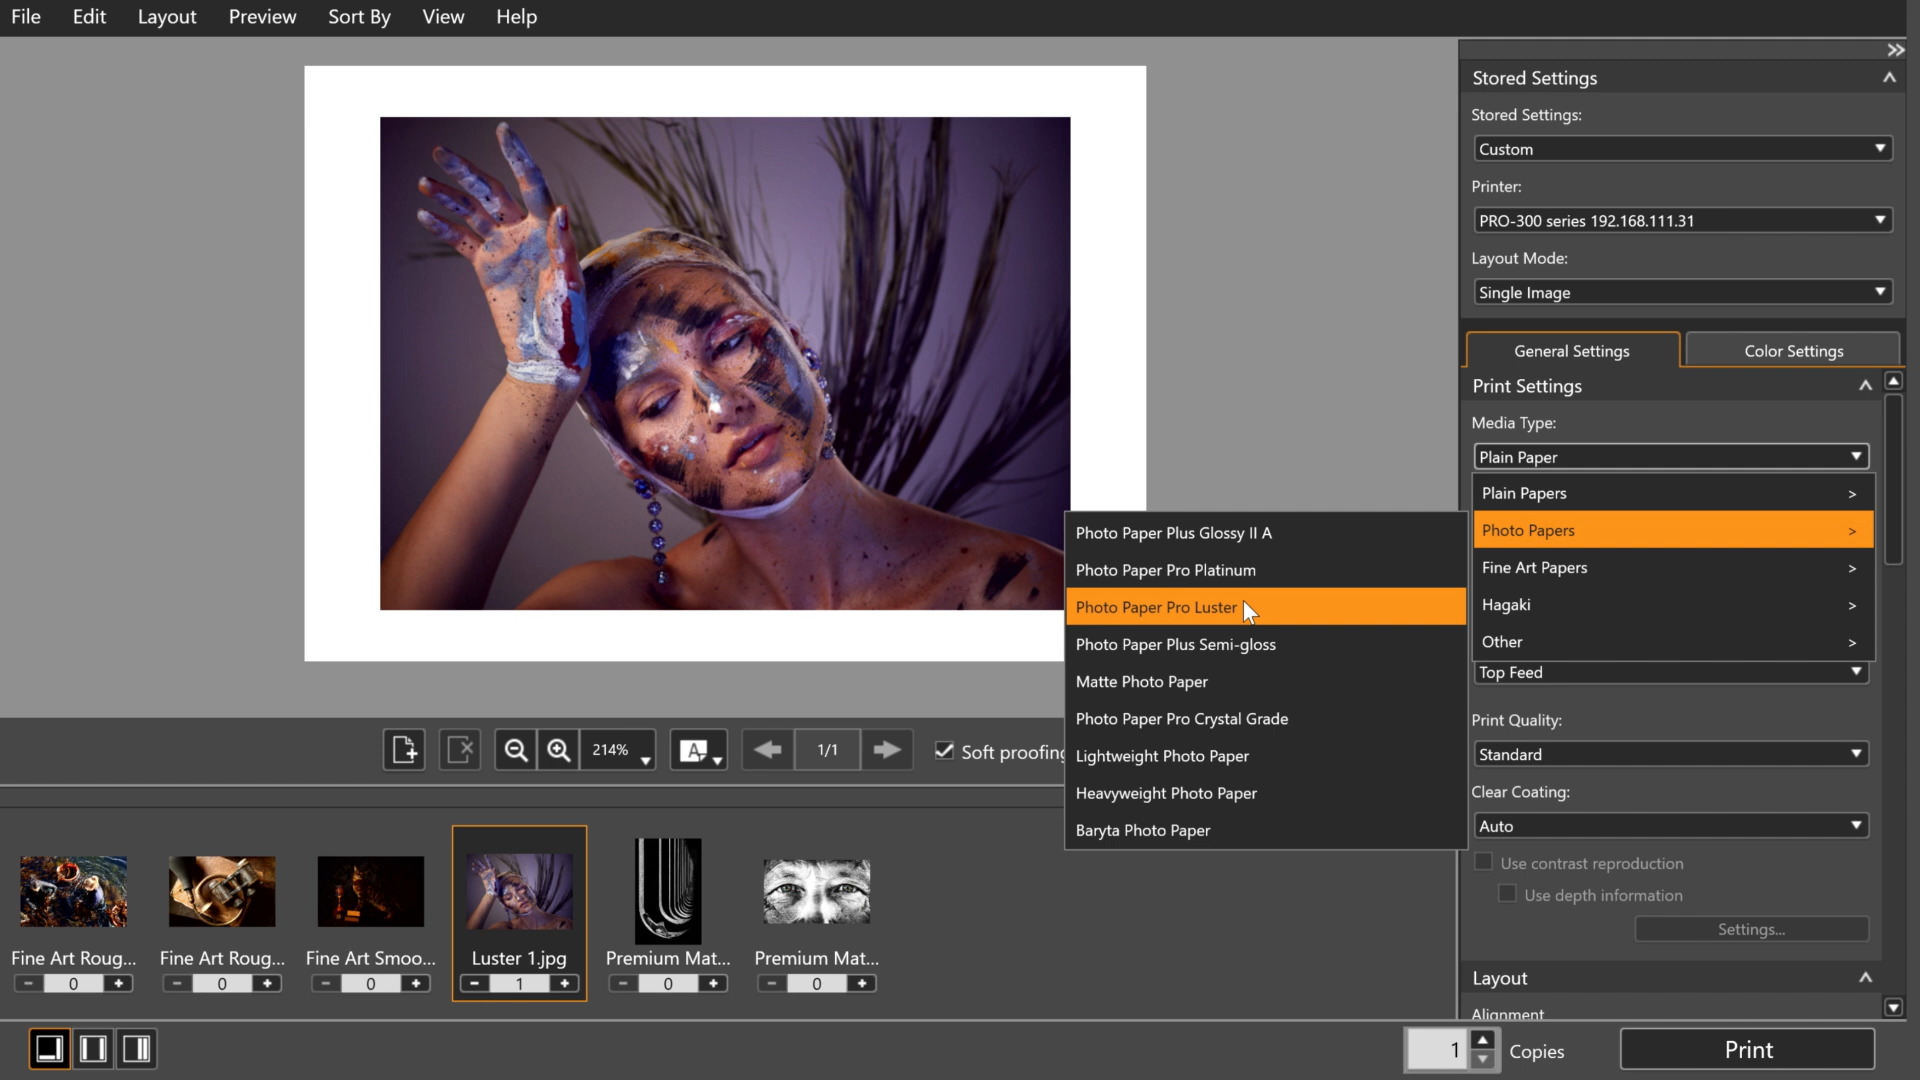 File Edit Layout Preview Sort By View Help
Stored Settings
Stored Settings:
Custom
Printer:
PRO-300 series 192.168.111.31
Layout Mode:
Single Image
General Settings Color Settings
Print Settings
Media Type:
Plain Paper
Plain Papers >
Photo Papers >
Fine Art Papers >
Hagaki >
Other >
Photo Paper Plus Glossy II A
Photo Paper Pro Platinum
Photo Paper Pro Luster
Photo Paper Plus Semi-gloss
Matte Photo Paper
Photo Paper Pro Crystal Grade
Lightweight Photo Paper
Heavyweight Photo Paper
Baryta Photo Paper
Top Feed
Print Quality:
Standard
Clear Coating:
Auto
Use contrast reproduction
Use depth information
Settings...
Layout
Alignment
214% A 1/1 Soft proofing
Fine Art Roug... Fine Art Roug... Fine Art Smoo... Luster 1.jpg Premium Mat... Premium Mat...
- 0 + - 0 + - 0 + - 1 + - 0 + - 0 +
1 Copies Print